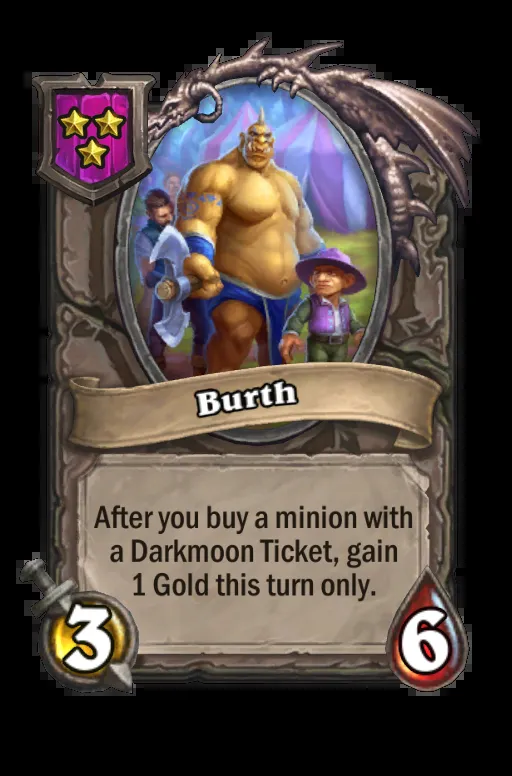 Burth
After you buy a minion with
a Darkmoon Ticket, gain
1 Gold this turn only.
3
6